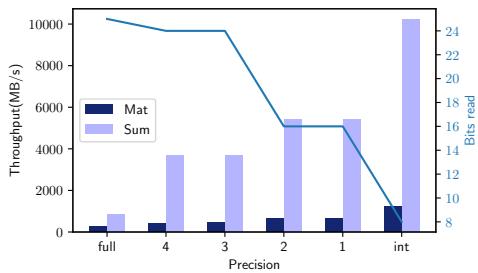 10000
8000
6000
4000
2000
0
Throughput(MB/s)
Mat
Sum
24
22
20
18
16
14
12
10
8
Bits read
full 4 3 2 1 int
Precision